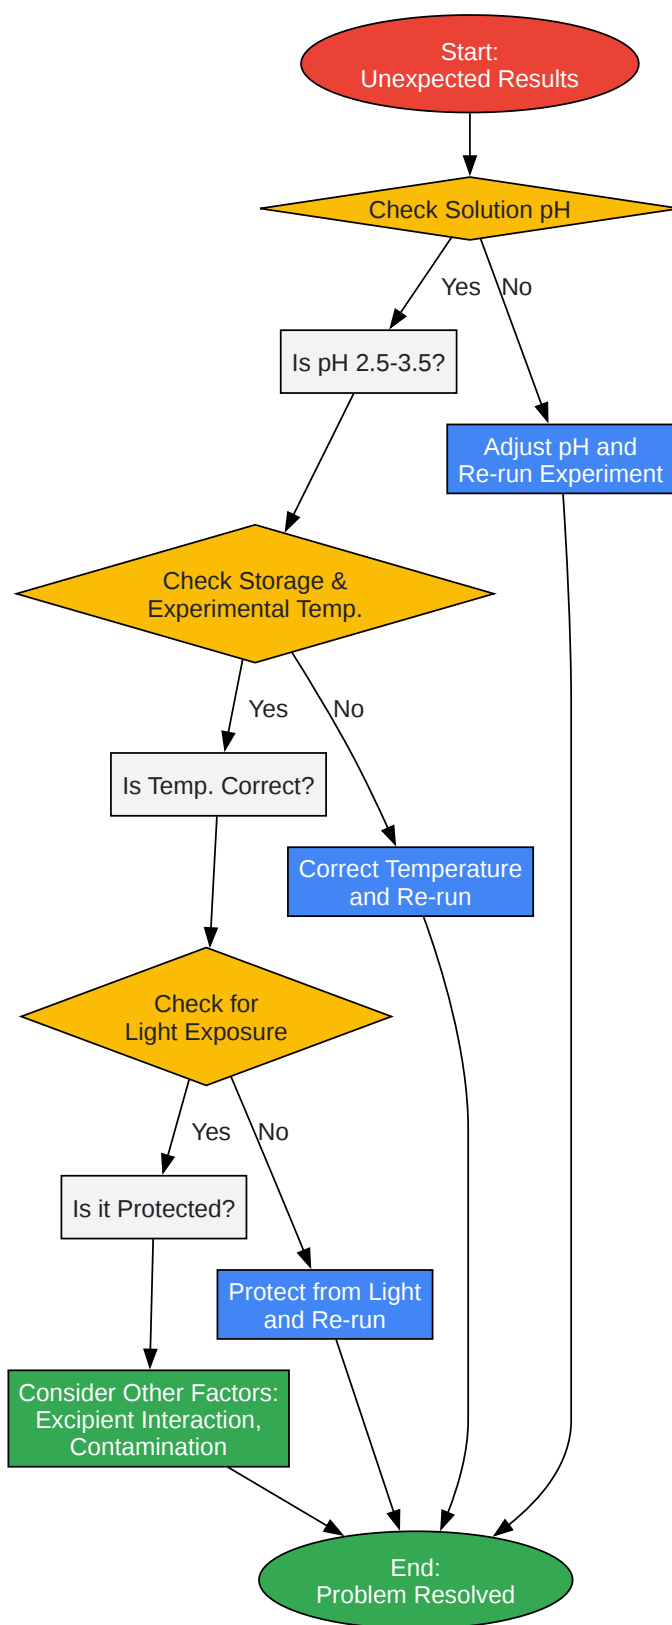 Start:
Unexpected Results
Check Solution pH
Yes
No
Is pH 2.5-3.5?
Adjust pH and
Re-run Experiment
Check Storage &
Experimental Temp.
Yes
No
Is Temp. Correct?
Correct Temperature
and Re-run
Check for
Light Exposure
Yes
No
Is it Protected?
Protect from Light
and Re-run
Consider Other Factors:
Excipient Interaction,
Contamination
End:
Problem Resolved